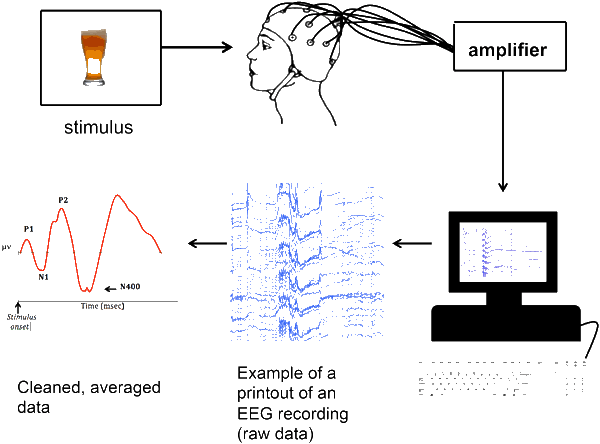 amplifier
stimulus
P1
P2
μv
N1
N400
Time (msec)
Stimulus
onset
Cleaned, averaged
data
Example of a
printout of an
EEG recording
(raw data)